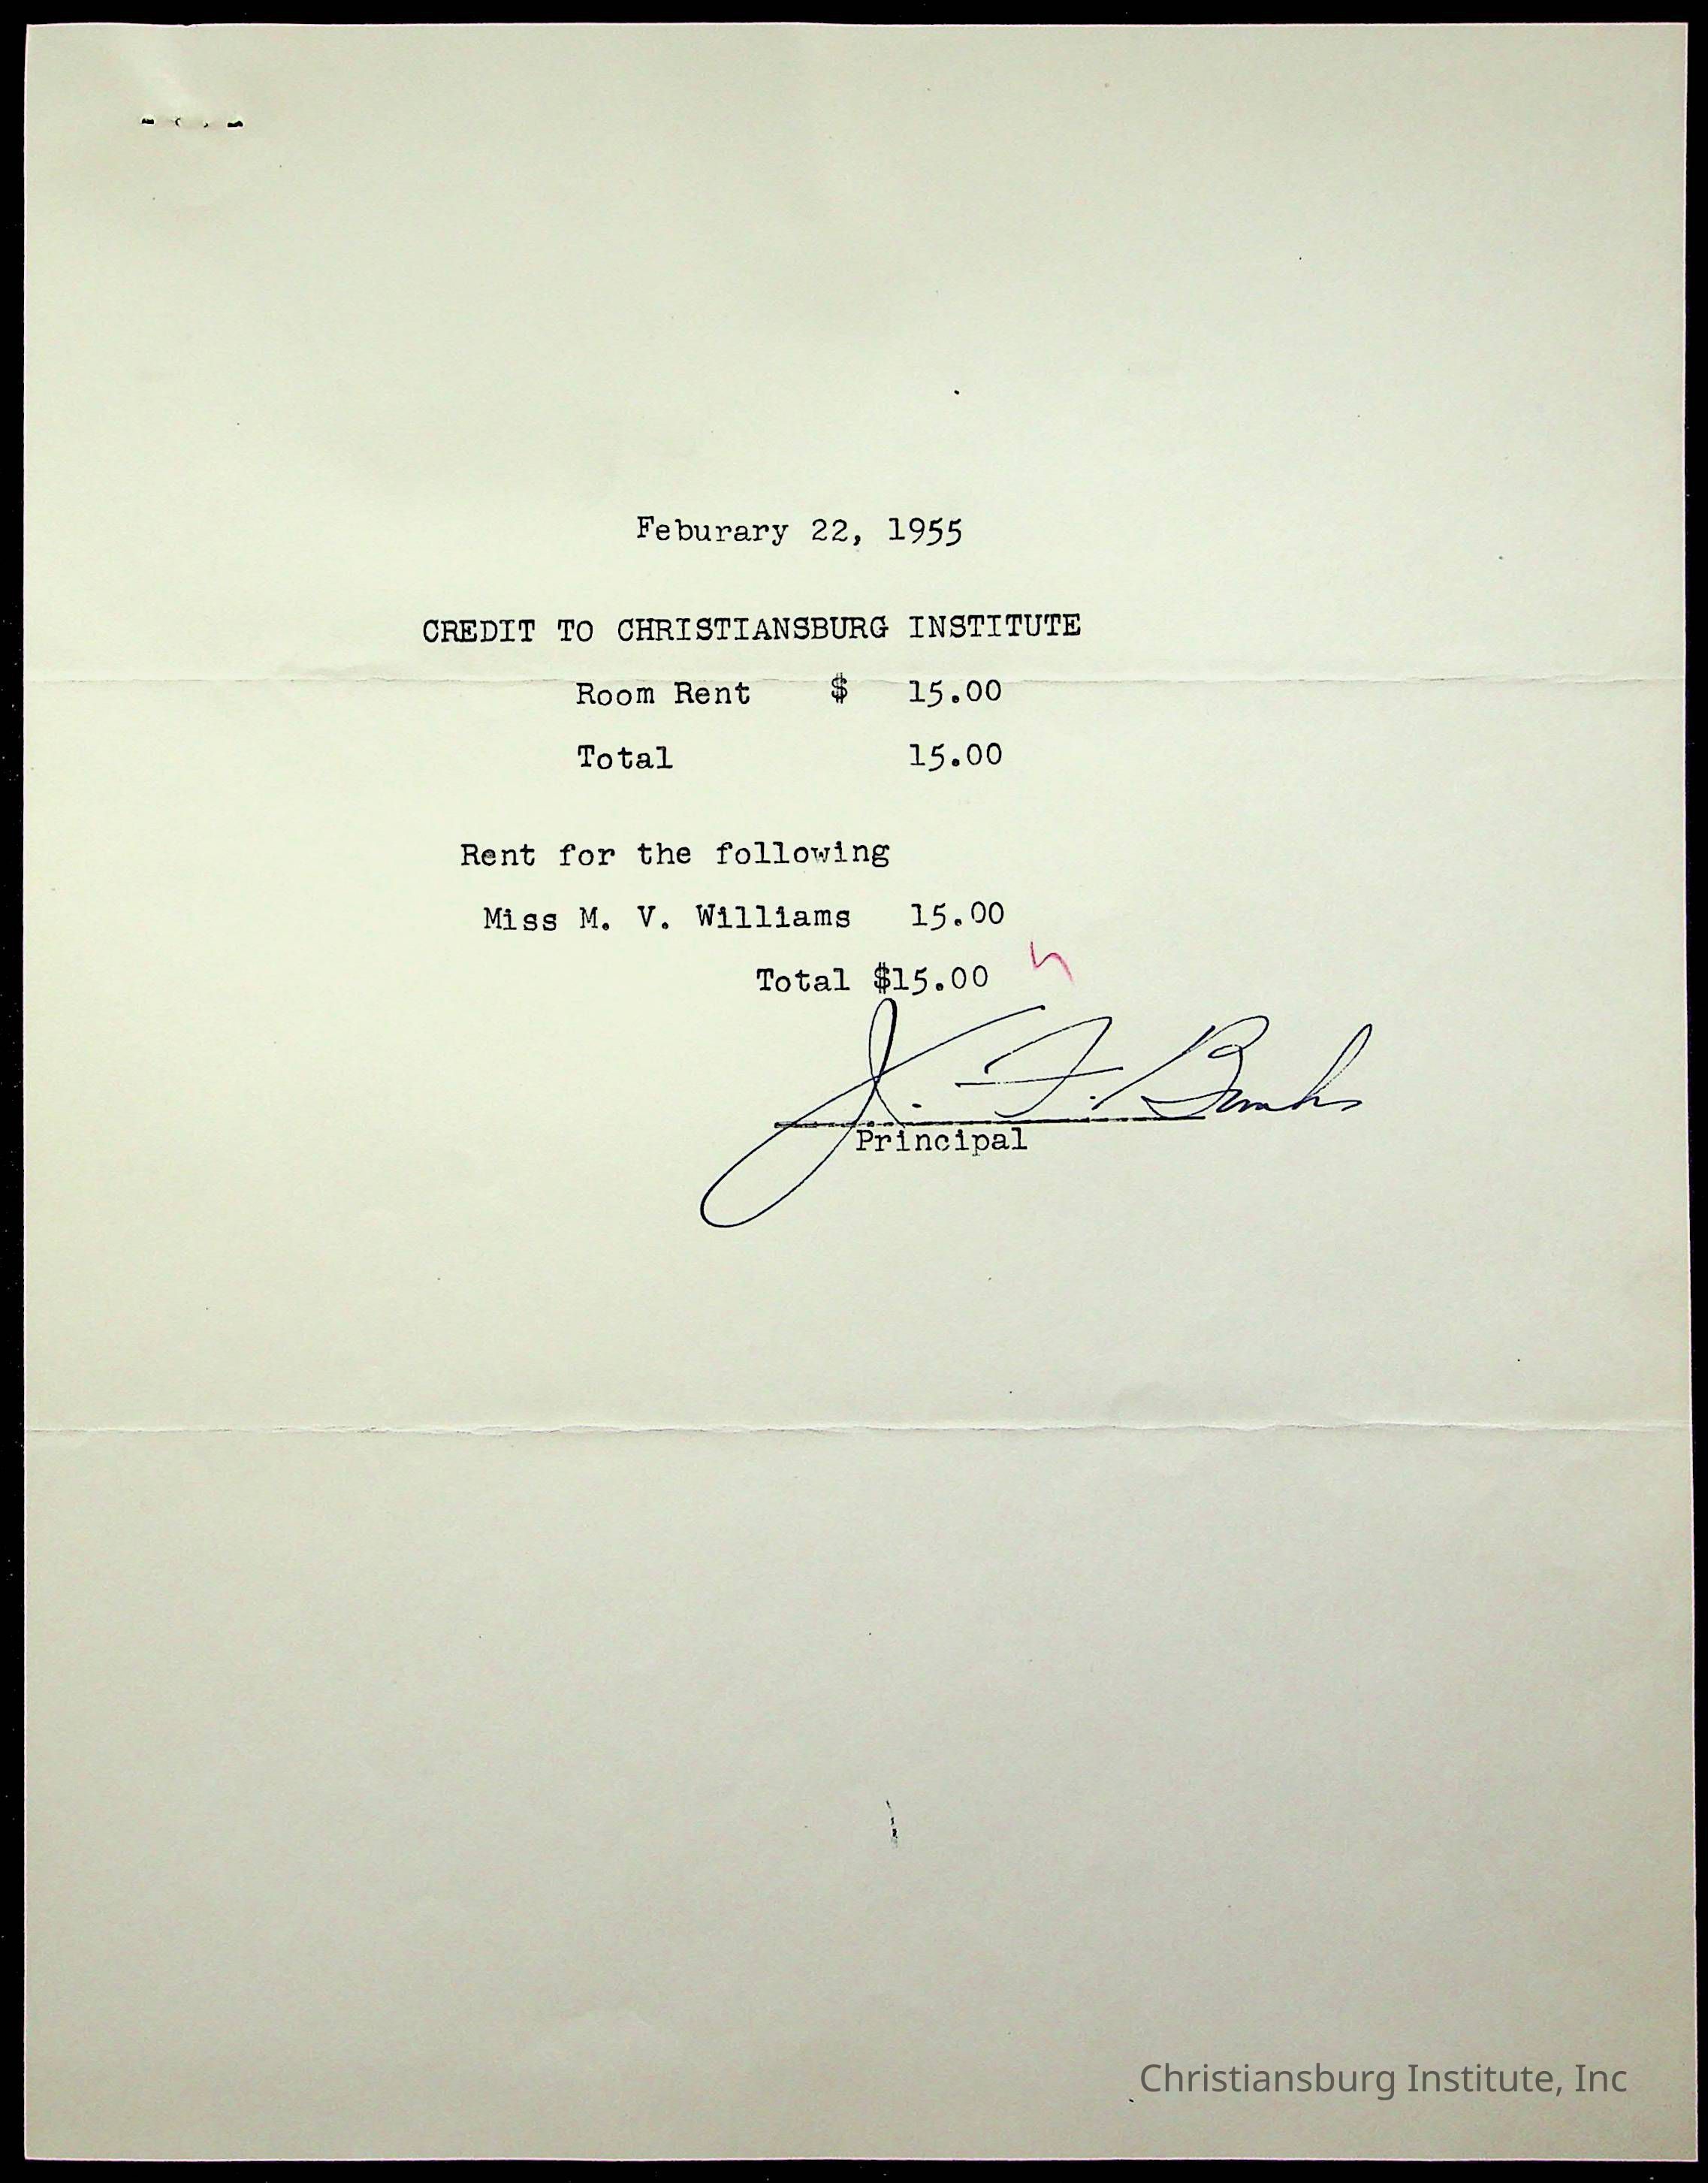 Feburary 22, 1955
CREDIT TO CHRISTIANSBURG INSTITUTE
Room Rent $ 15.00
Total 15.00
Rent for the following
Miss M. V. Williams 15.00
Total $15.00
J. F. Banks
Principal
Christiansburg Institute, Inc